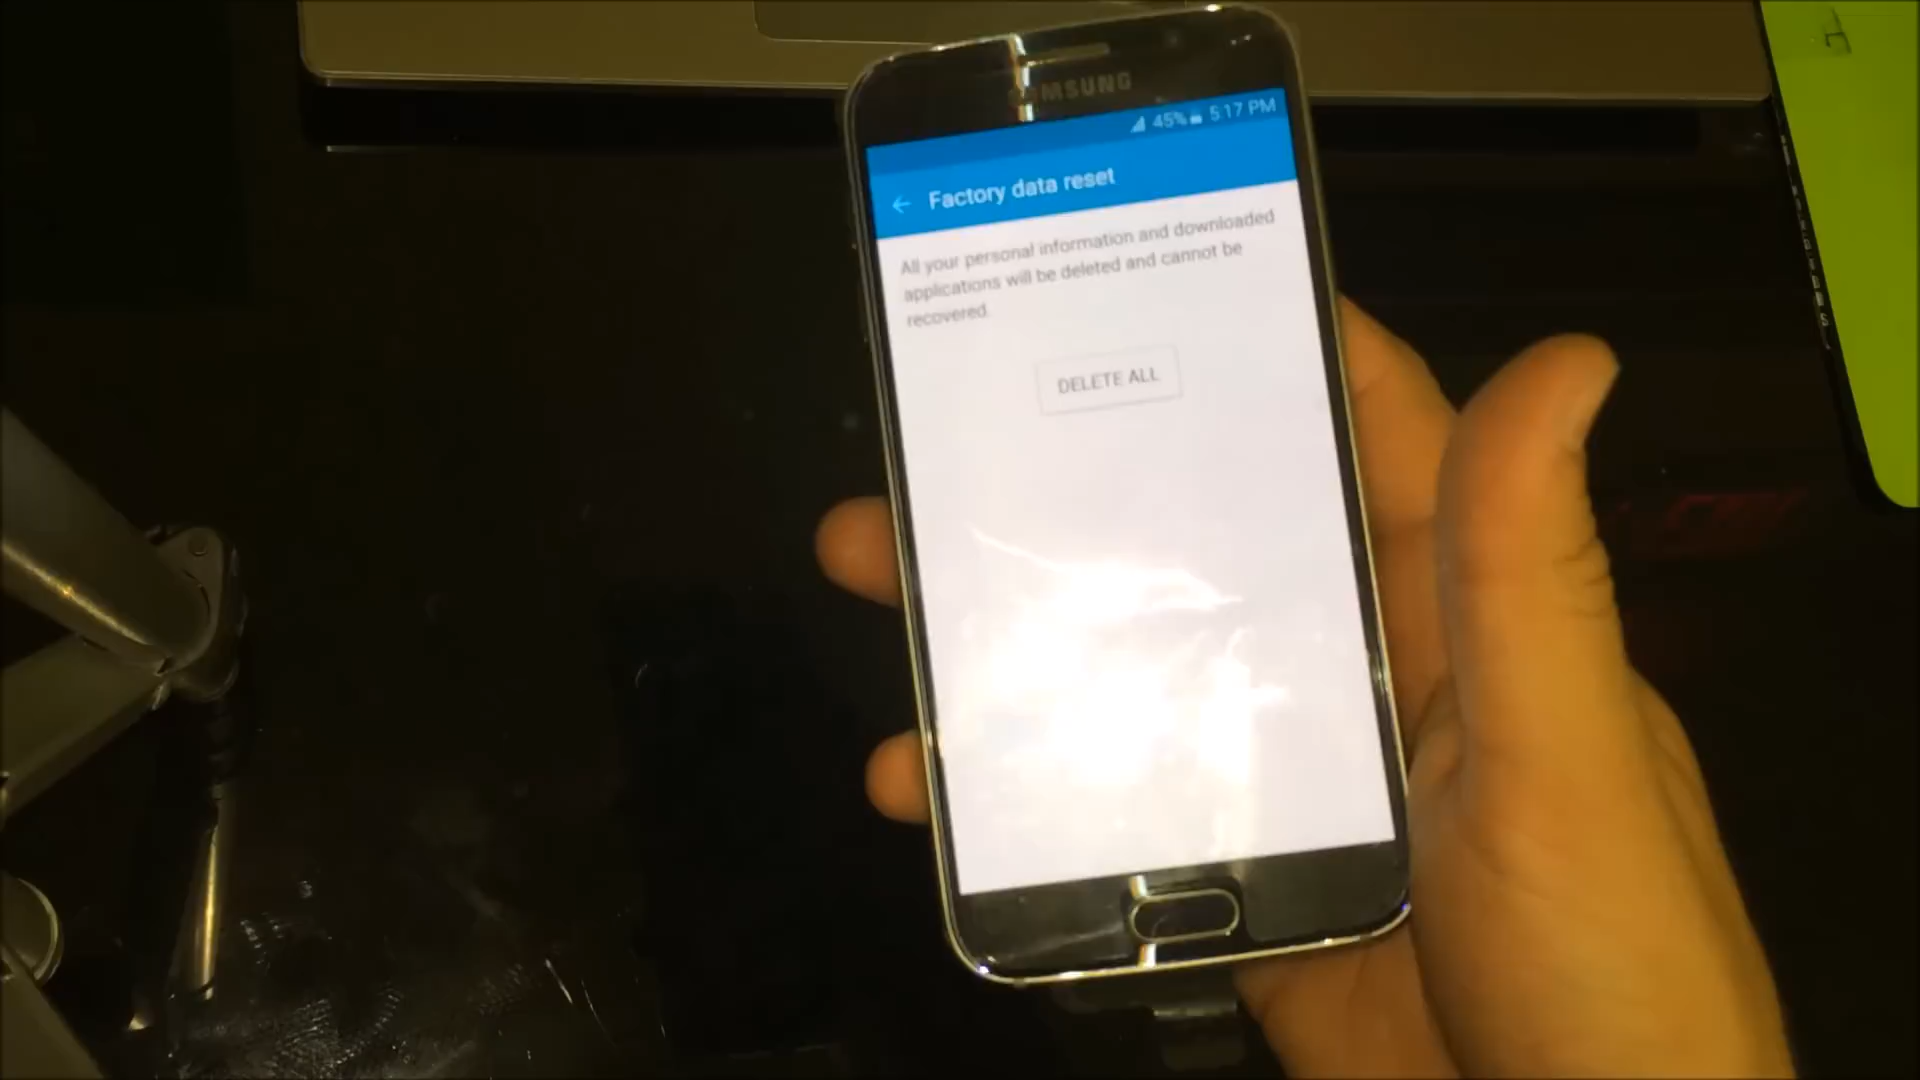 SAMSUNG
45% 5:17 PM
Factory data reset
All your personal information and downloaded
applications will be deleted and cannot be
recovered.
DELETE ALL